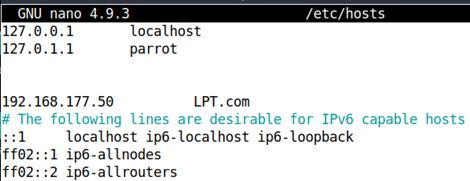 GNU nano 4.9.3 /etc/hosts
127.0.0.1 localhost
127.0.1.1 parrot
192.168.177.50 LPT.com
# The following lines are desirable for IPv6 capable hosts
::1 localhost ip6-localhost ip6-loopback
ff02::1 ip6-allnodes
ff02::2 ip6-allrouters